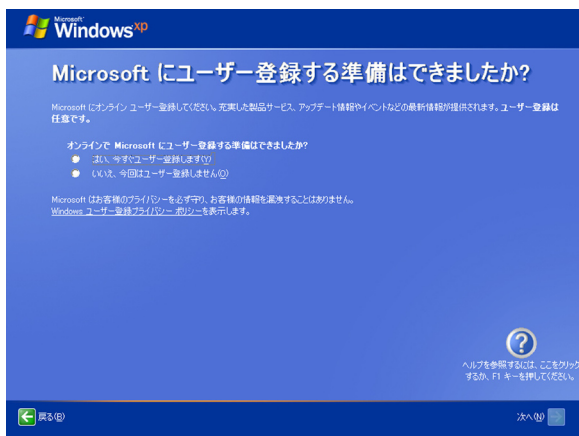 Microsoft
Windows xp
Microsoft にユーザー登録する準備はできましたか?
Microsoft にオンライン ユーザー登録してください。充実した製品サービス、アップデート情報やイベントなどの最新情報が提供されます。ユーザー登録は
任意です。
オンラインで Microsoft にユーザー登録する準備はできましたか?
はい、今すぐユーザー登録します(Y)
いいえ、今回はユーザー登録しません(O)
Microsoft はお客様のプライバシーを必ず守り、お客様の情報を漏洩することはありません。
Windows ユーザー登録プライバシー ポリシーを表示します。
ヘルプを参照するには、ここをクリック
するか、F1 キーを押してください。
戻る(B)
次へ(N)